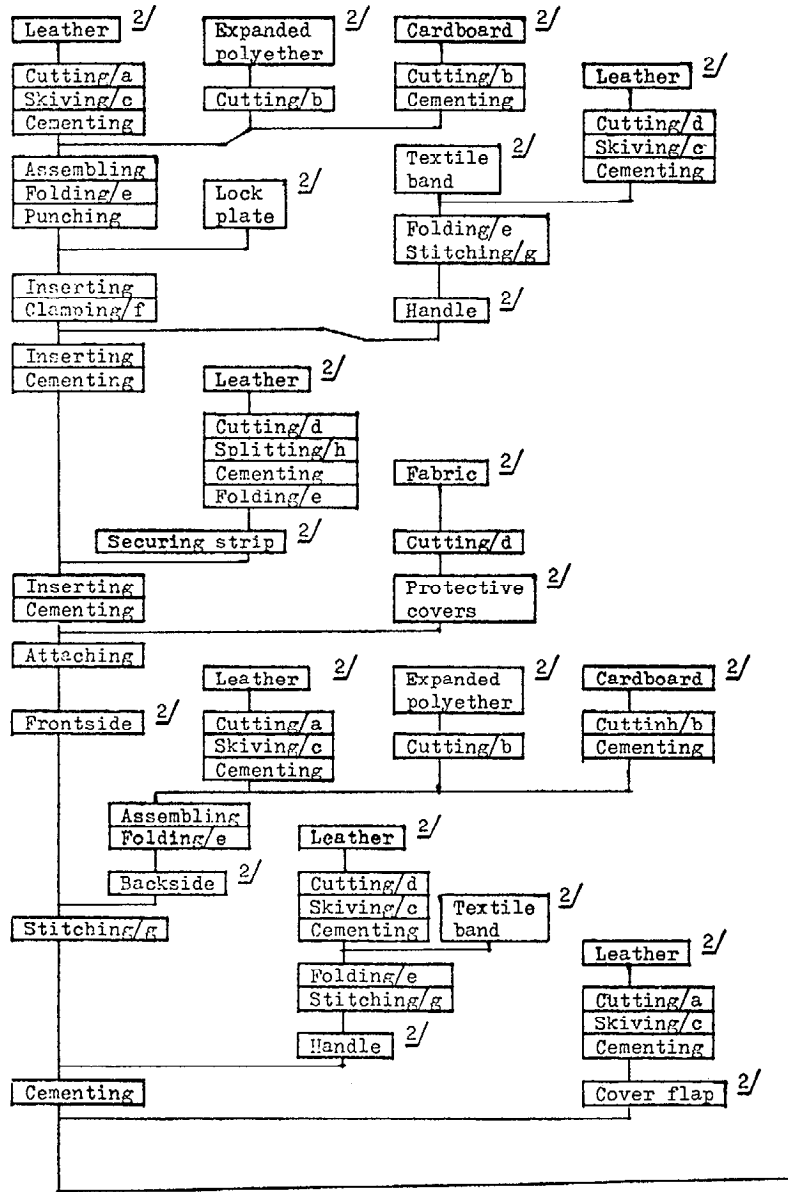 Leather 2/
Expanded 2/
polyether
Cardboard 2/
Leather 2/
Cutting/a
Skiving/c
Cementing
Cutting/b
Cutting/b
Cementing
Cutting/d
Skiving/c
Cementing
Textile 2/
band
Assembling
Folding/e
Punching
Lock 2/
plate
Folding/e
Stitching/g
Inserting
Clamping/f
Handle 2/
Inserting
Cementing
Leather 2/
Cutting/d
Splitting/h
Cementing
Folding/e
Fabric 2/
Securing strip 2/
Cutting/d
Inserting
Cementing
Protective 2/
covers
Attaching
Leather 2/
Expanded 2/
polyether
Cardboard 2/
Frontside 2/
Cutting/a
Skiving/c
Cementing
Cutting/b
Cuttinh/b
Cementing
Assembling
Folding/e
Leather 2/
Backside 2/
Cutting/d
Skiving/c
Cementing
Textile 2/
band
Stitching/g
Leather 2/
Folding/e
Stitching/g
Cutting/a
Skiving/c
Cementing
Handle 2/
Cementing
Cover flap 2/